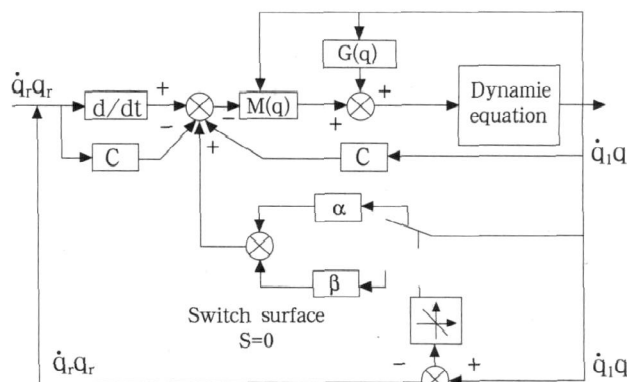 G(q)
q̇rqr
+
+
d/dt
M(q)
Dynamie
equation
−
−
+
C
+
C
q̇1q
α
β
Switch surface
S=0
q̇rqr
−
+
q̇1q